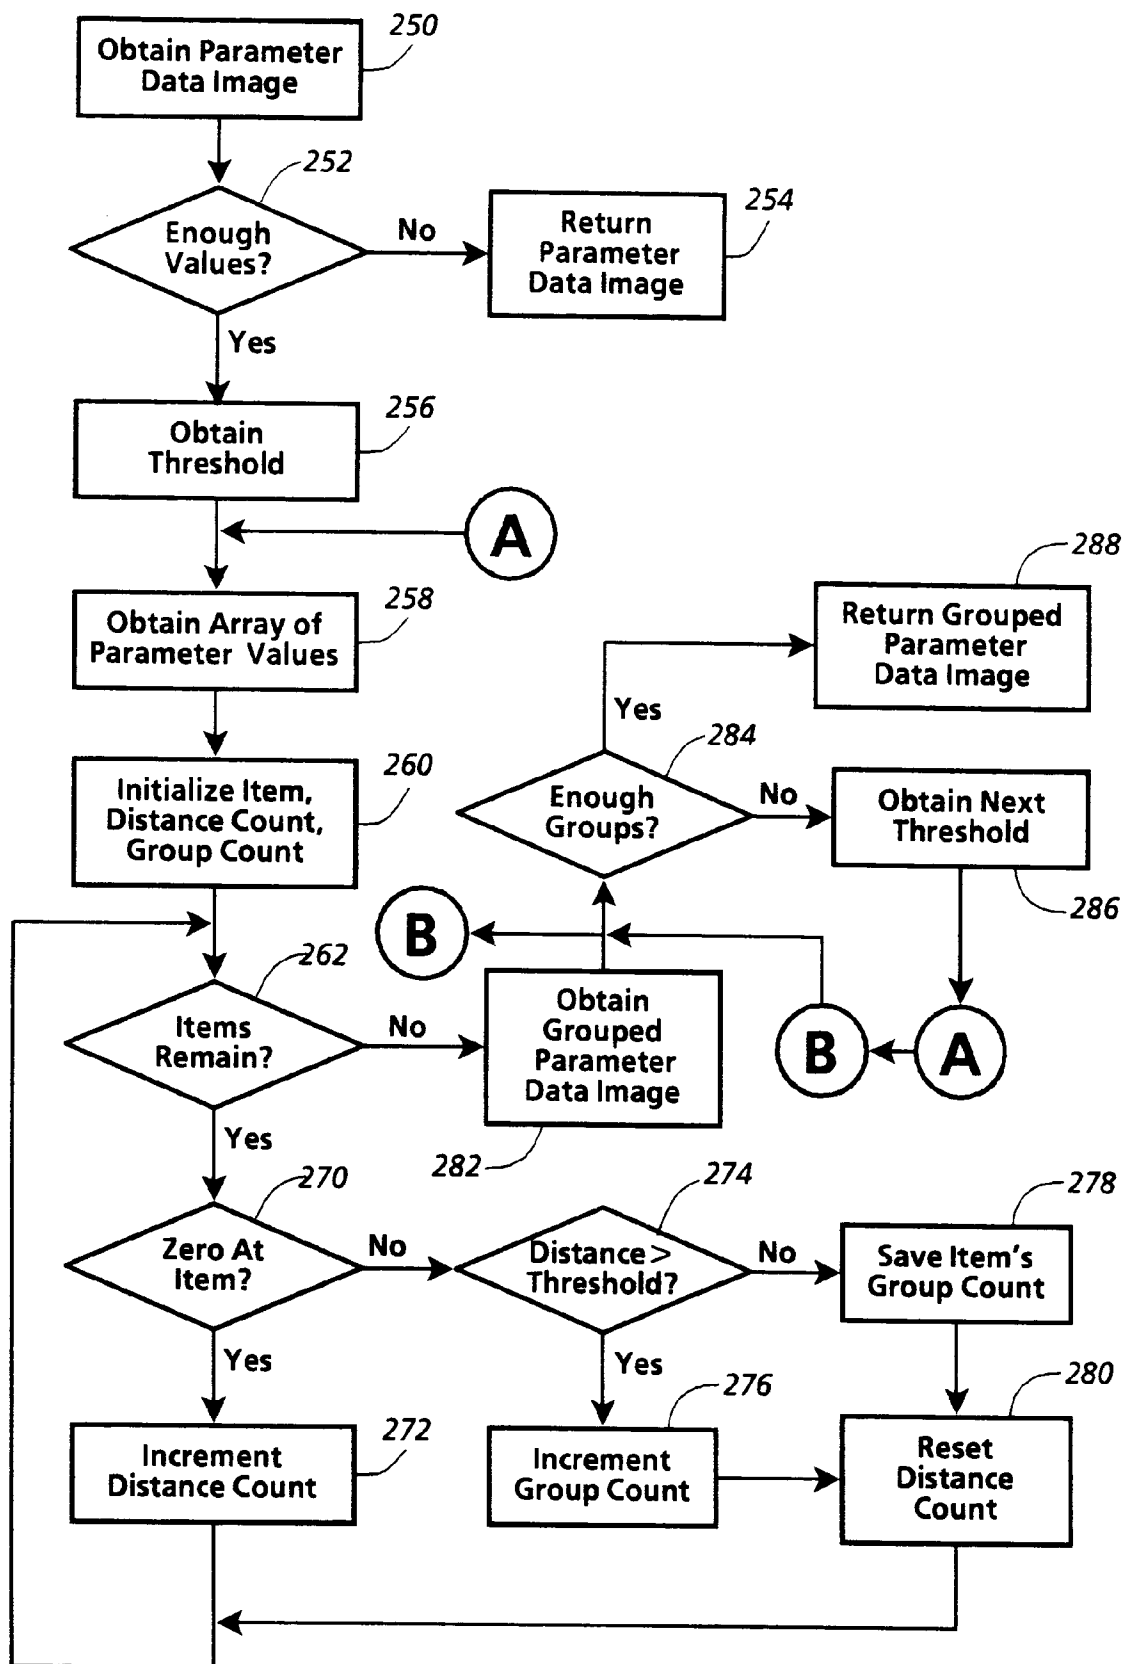 250
Obtain Parameter
Data Image
252
Enough
Values?
No
254
Return
Parameter
Data Image
Yes
256
Obtain
Threshold
A
258
Obtain Array of
Parameter Values
288
Return Grouped
Parameter
Data Image
Yes
260
Initialize Item,
Distance Count,
Group Count
284
Enough
Groups?
No
Obtain Next
Threshold
286
B
262
Items
Remain?
No
Obtain
Grouped
Parameter
Data Image
282
B
A
Yes
270
Zero At
Item?
No
274
Distance >
Threshold?
No
278
Save Item's
Group Count
Yes
272
Increment
Distance Count
Yes
276
Increment
Group Count
280
Reset
Distance
Count